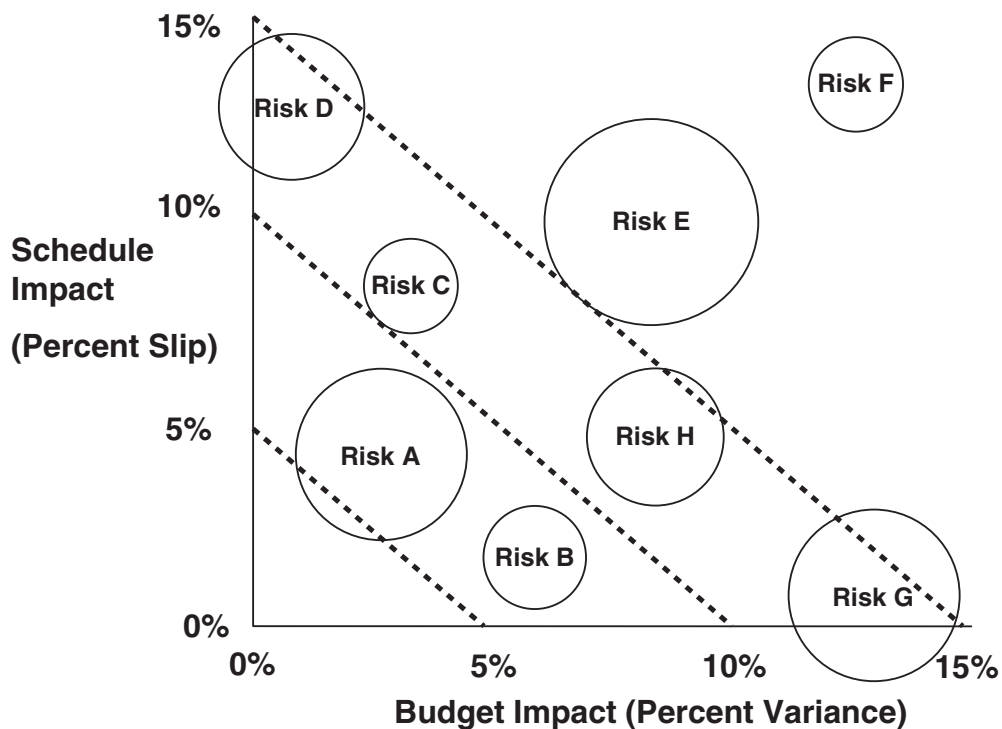 15%
Risk F
Risk D
10%
Risk E
Schedule
Impact
(Percent Slip)
Risk C
5%
Risk H
Risk A
Risk B
Risk G
0%
0%
5%
10%
15%
Budget Impact (Percent Variance)